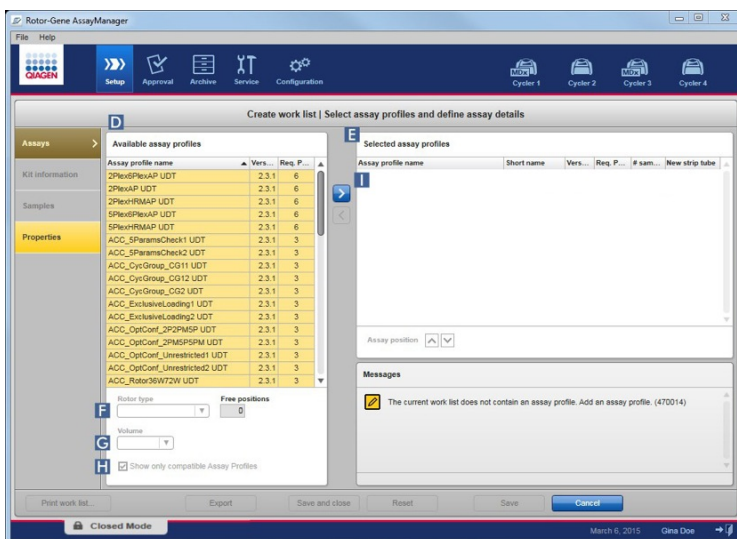 Rotor-Gene AssayManager
File Help
QIAGEN
Setup Approval Archive Service Configuration
MDx Cycler 1 Cycler 2 MDx Cycler 3 Cycler 4
Create work list | Select assay profiles and define assay details
D
E
Assays
Kit information
Samples
Properties
Available assay profiles
Assay profile name Vers... Req. P...
2Plex6PlexAP UDT 2.3.1 6
2PlexAP UDT 2.3.1 6
2PlexHRMAP UDT 2.3.1 6
5Plex6PlexAP UDT 2.3.1 6
5PlexHRMAP UDT 2.3.1 6
ACC_5ParamsCheck1 UDT 2.3.1 3
ACC_5ParamsCheck2 UDT 2.3.1 3
ACC_CycGroup_CG11 UDT 2.3.1 3
ACC_CycGroup_CG12 UDT 2.3.1 3
ACC_CycGroup_CG2 UDT 2.3.1 3
ACC_ExclusiveLoading1 UDT 2.3.1 3
ACC_ExclusiveLoading2 UDT 2.3.1 3
ACC_OptConf_2P2PM5P UDT 2.3.1 3
ACC_OptConf_2PM5P5PM UDT 2.3.1 3
ACC_OptConf_Unrestricted1 UDT 2.3.1 3
ACC_OptConf_Unrestricted2 UDT 2.3.1 3
ACC_Rotor36W72W UDT 2.3.1 3
Rotor type Free positions
F
0
Volume
G
H
Show only compatible Assay Profiles
Selected assay profiles
Assay profile name Short name Vers... Req. P... # sam... New strip tube
I
Assay position
Messages
The current work list does not contain an assay profile. Add an assay profile. (470014)
Print work list... Export Save and close Reset Save Cancel
Closed Mode
March 6, 2015 Gina Doe